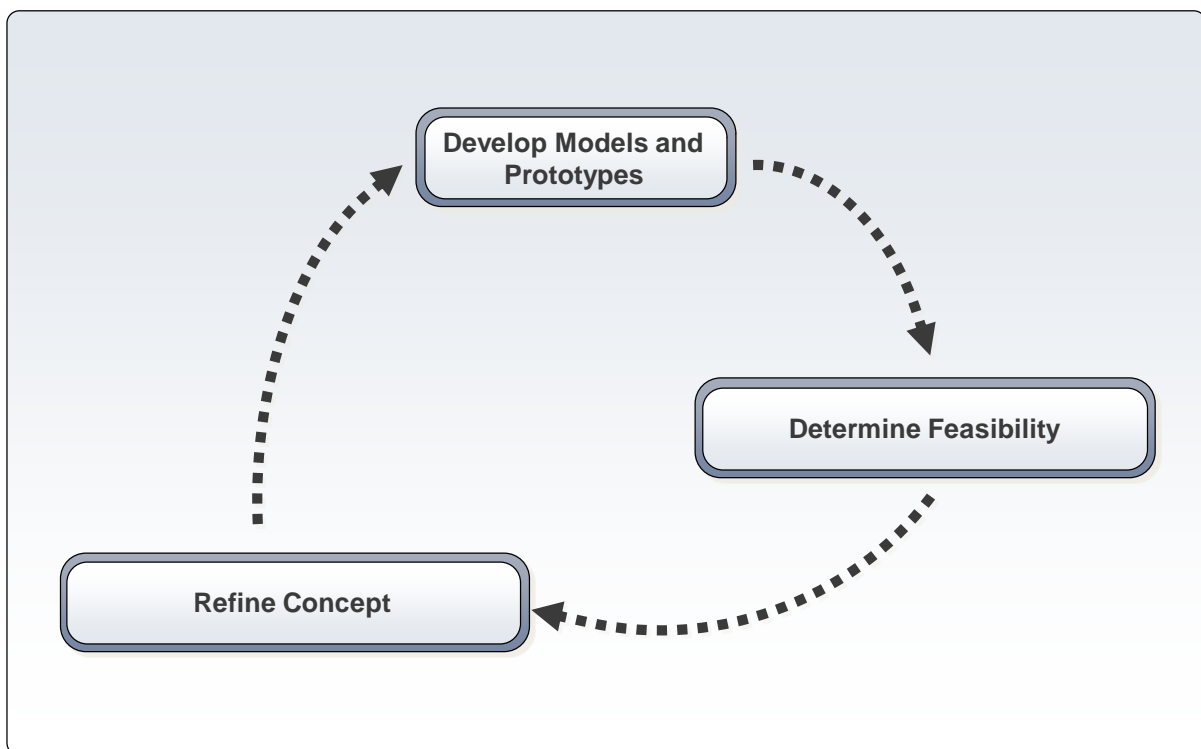 Develop Models and
Prototypes
Determine Feasibility
Refine Concept